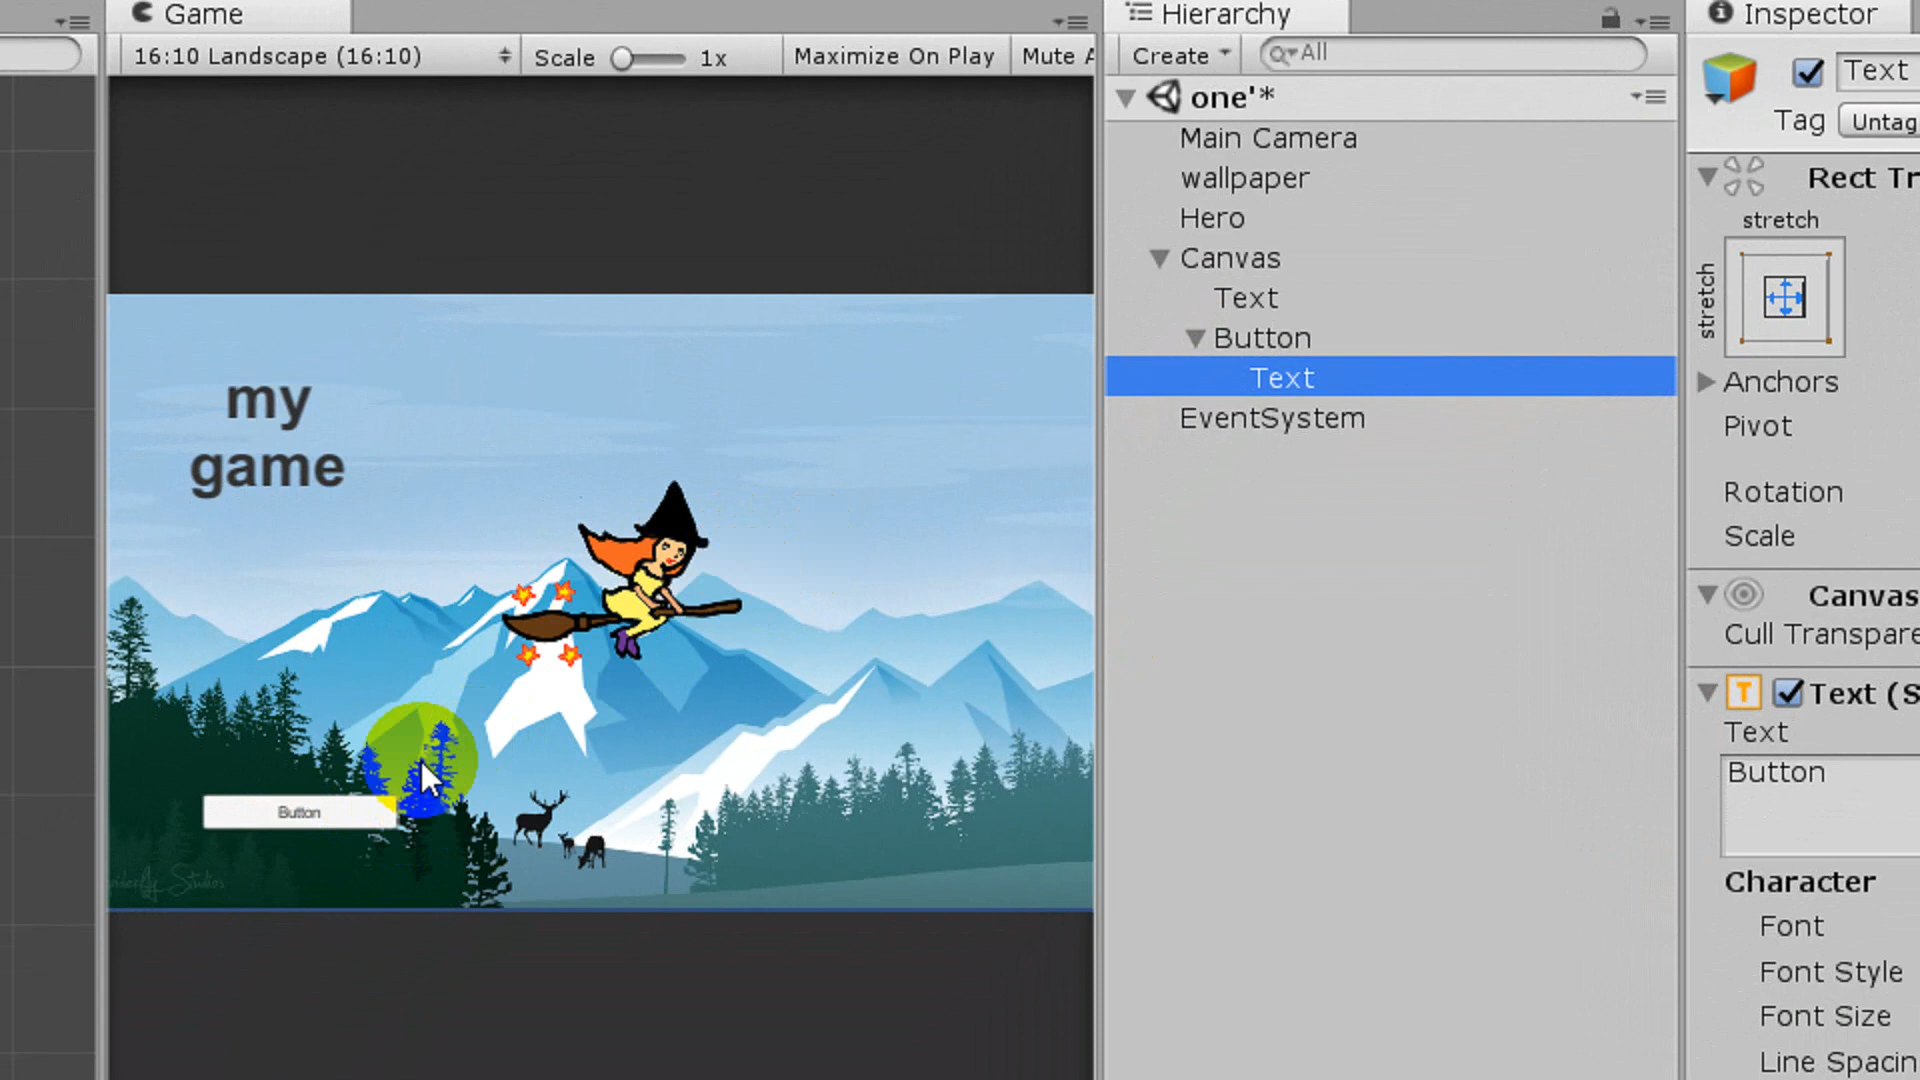 Game
16:10 Landscape (16:10) Scale 1x Maximize On Play Mute A
my
game
Button
Hierarchy
Create All
one'*
Main Camera
wallpaper
Hero
Canvas
Text
Button
Text
EventSystem
Inspector
Text
Tag Untag
Rect Tr
stretch
stretch
Anchors
Pivot
Rotation
Scale
Canvas
Cull Transpare
Text (S
Text
Button
Character
Font
Font Style
Font Size
Line Spacin